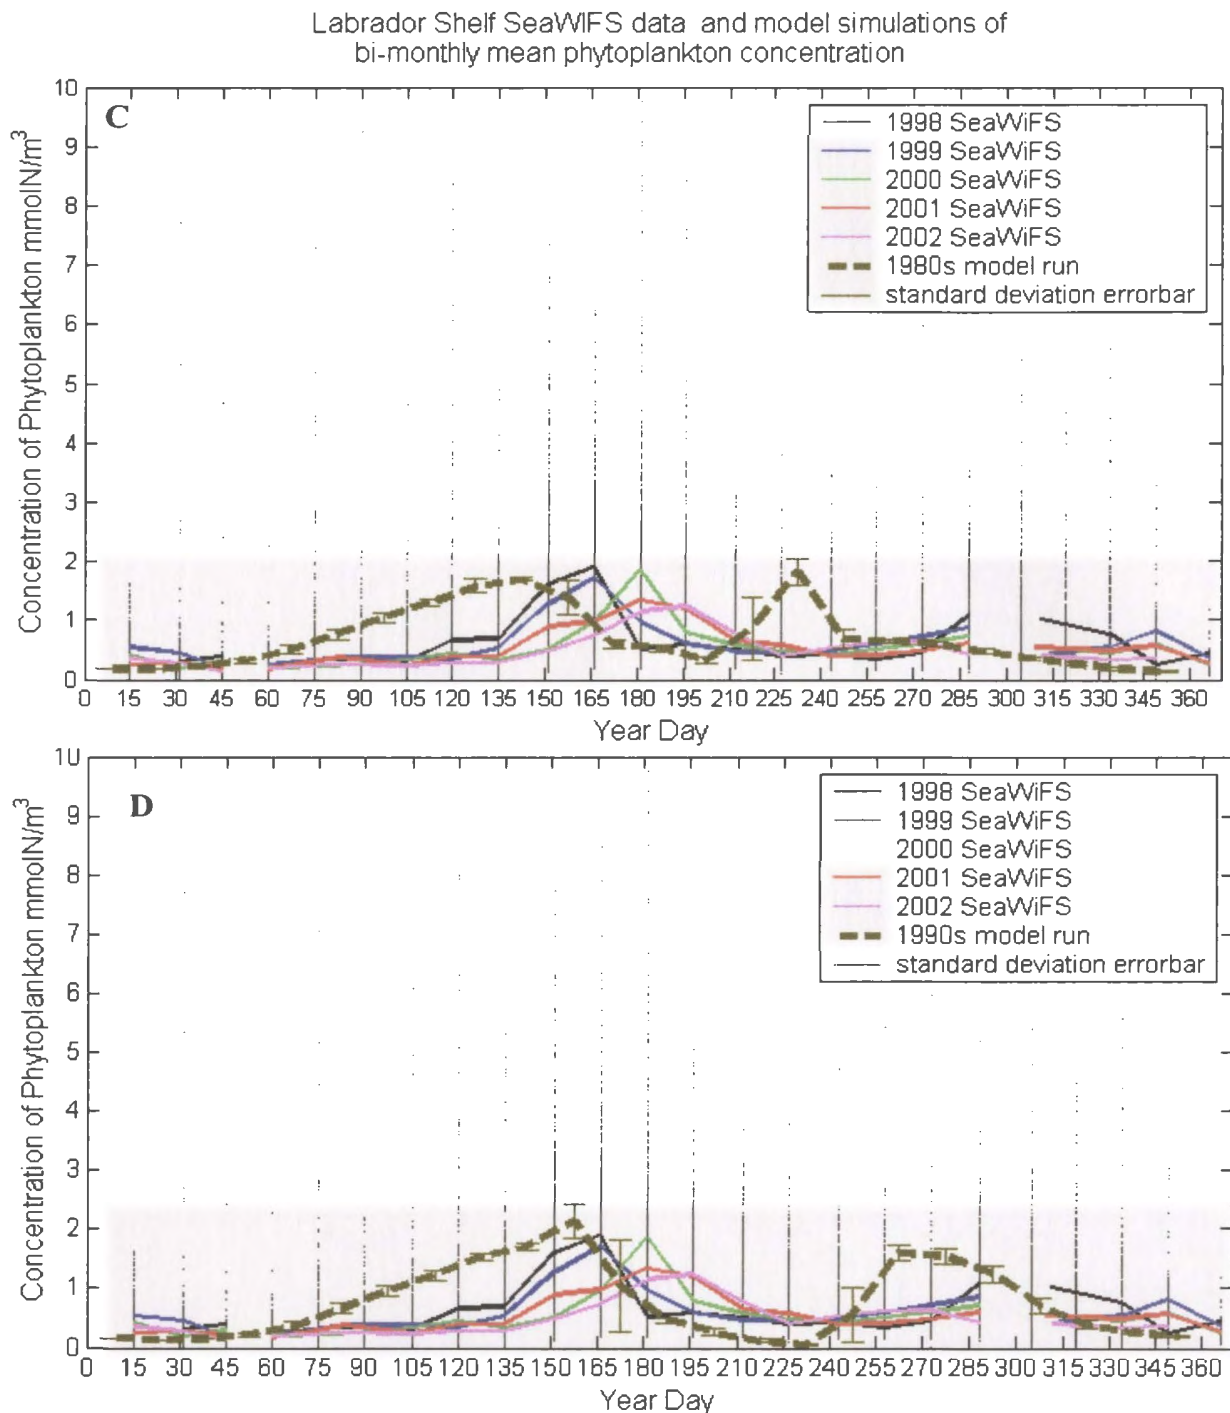 Labrador Shelf SeaWIFS data and model simulations of
bi-monthly mean phytoplankton concentration
C
Concentration of Phytoplankton mmolN/m³
10
9
8
7
6
5
4
3
2
1
0
1998 SeaWiFS
1999 SeaWiFS
2000 SeaWiFS
2001 SeaWiFS
2002 SeaWiFS
1980s model run
standard deviation errorbar
0 15 30 45 60 75 90 105 120 135 150 165 180 195 210 225 240 255 270 285 300 315 330 345 360
Year Day
D
Concentration of Phytoplankton mmolN/m³
10
9
8
7
6
5
4
3
2
1
0
1998 SeaWiFS
1999 SeaWiFS
2000 SeaWiFS
2001 SeaWiFS
2002 SeaWiFS
1990s model run
standard deviation errorbar
0 15 30 45 60 75 90 105 120 135 150 165 180 195 210 225 240 255 270 285 300 315 330 345 360
Year Day